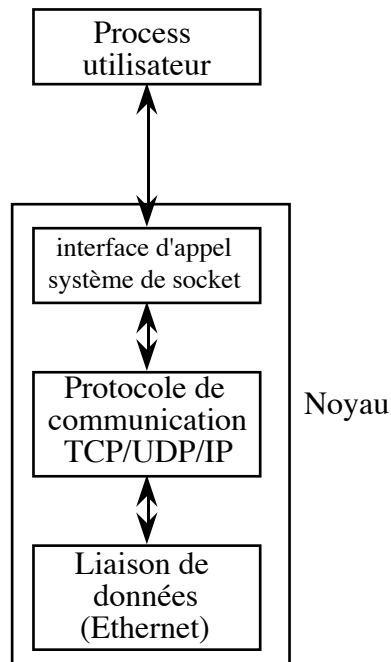 Process
utilisateur
interface d'appel
système de socket
Protocole de
communication
TCP/UDP/IP
Noyau
Liaison de
données
(Ethernet)